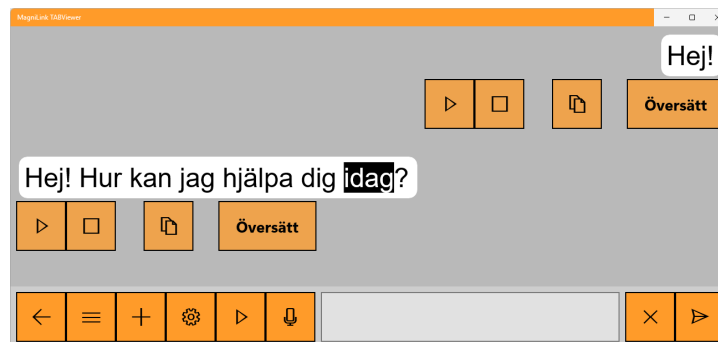 MagniLink TABViewer
Hej!
Översätt
Hej! Hur kan jag hjälpa dig idag?
Översätt